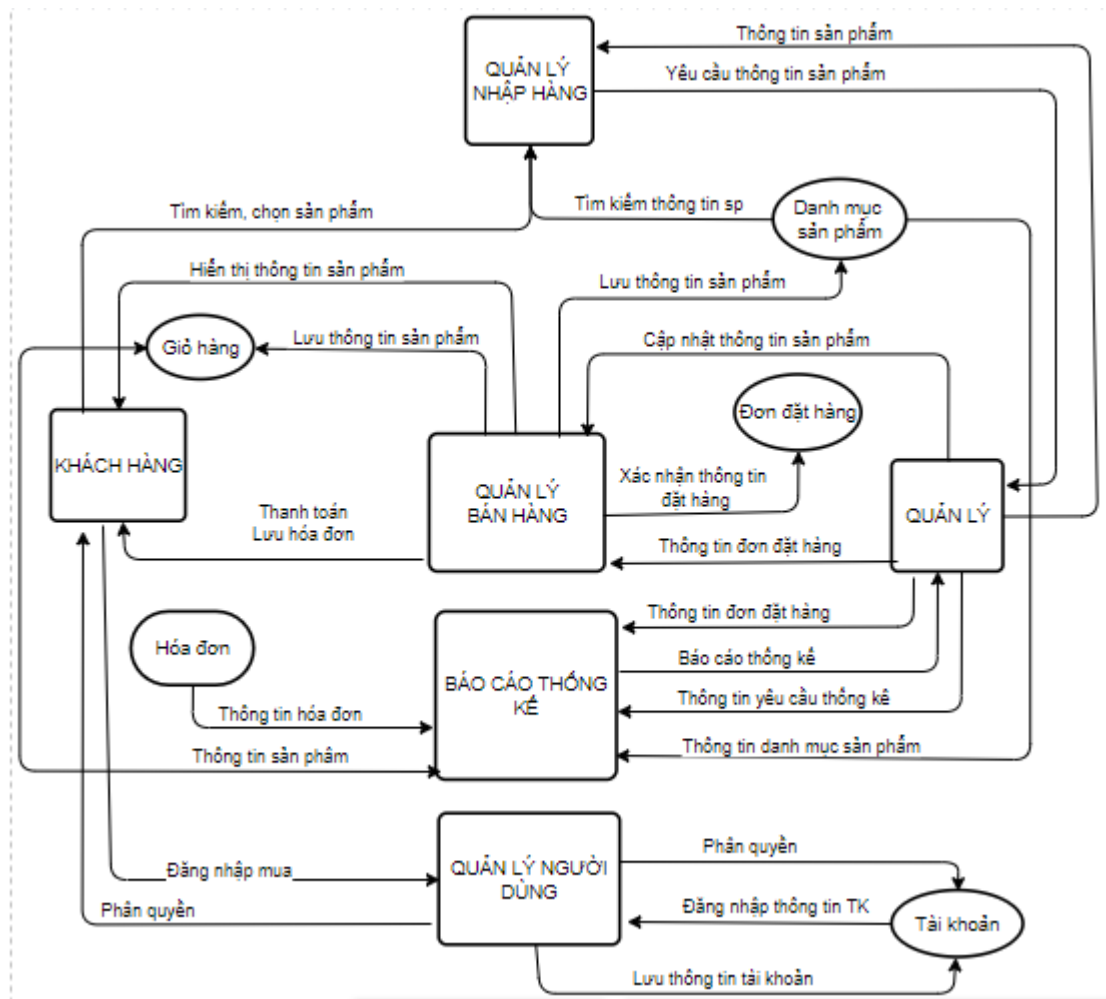 Thông tin sản phẩm
QUẢN LÝ
NHẬP HÀNG
Yêu cầu thông tin sản phẩm
Tìm kiếm, chọn sản phẩm
Tìm kiếm thông tin sp
Danh mục
sản phẩm
Hiển thị thông tin sản phẩm
Lưu thông tin sản phẩm
Giỏ hàng
Lưu thông tin sản phẩm
Cập nhật thông tin sản phẩm
Đơn đặt hàng
KHÁCH HÀNG
QUẢN LÝ
BÁN HÀNG
Xác nhận thông tin
đặt hàng
QUẢN LÝ
Thanh toán
Lưu hóa đơn
Thông tin đơn đặt hàng
Thông tin đơn đặt hàng
Hóa đơn
BÁO CÁO THỐNG
KÊ
Báo cáo thống kê
Thông tin yêu cầu thống kê
Thông tin hóa đơn
Thông tin sản phâm
Thông tin danh mục sản phẩm
Phân quyền
Đăng nhập mua
QUẢN LÝ NGƯỜI
DÙNG
Phân quyền
Đăng nhập thông tin TK
Tài khoản
Lưu thông tin tài khoản